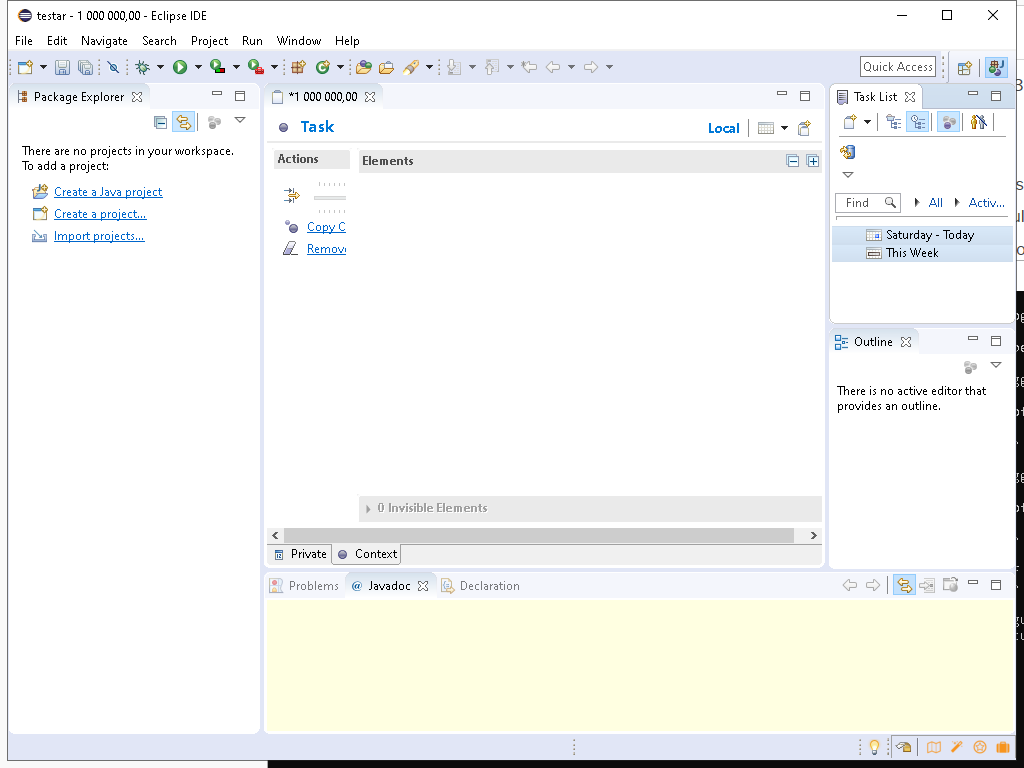 testar - 1 000 000,00 - Eclipse IDE
File Edit Navigate Search Project Run Window Help
Quick Access
Package Explorer
There are no projects in your workspace.
To add a project:
Create a Java project
Create a project...
Import projects...
*1 000 000,00
Task
Local
Actions
Elements
Copy C
Remov
0 Invisible Elements
Private Context
Task List
Find All Activ...
Saturday - Today
This Week
Outline
There is no active editor that
provides an outline.
Problems @ Javadoc Declaration